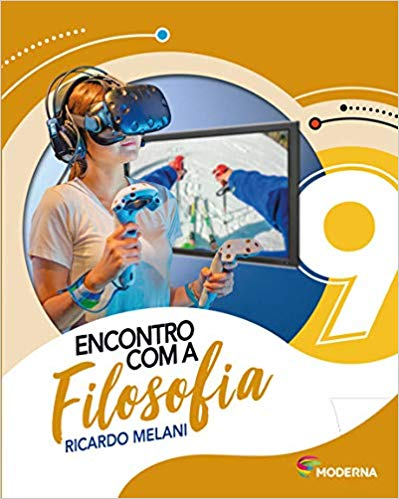 9
ENCONTRO
COM A
Filosofia
RICARDO MELANI
MODERNA